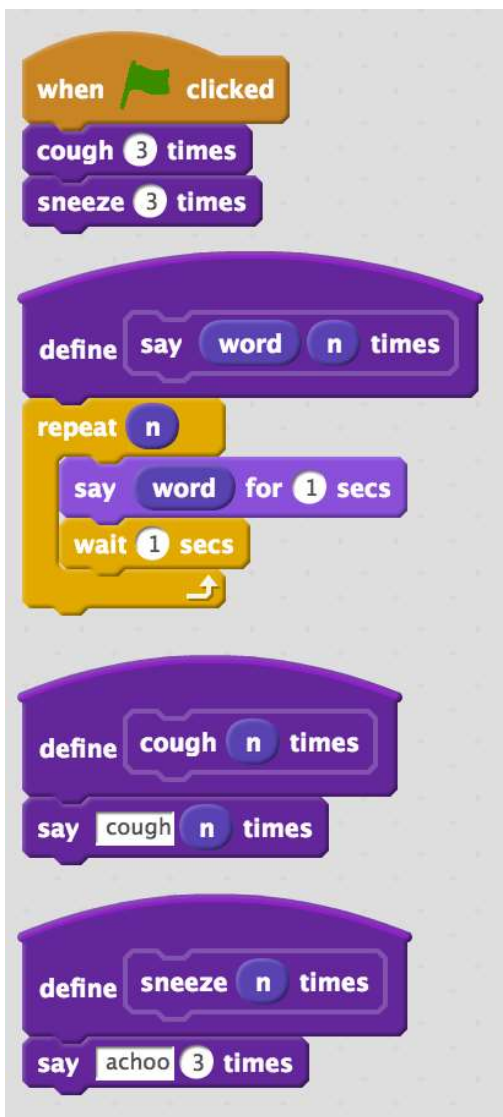 when clicked
cough 3 times
sneeze 3 times
define say word n times
repeat n
say word for 1 secs
wait 1 secs
define cough n times
say cough n times
define sneeze n times
say achoo 3 times